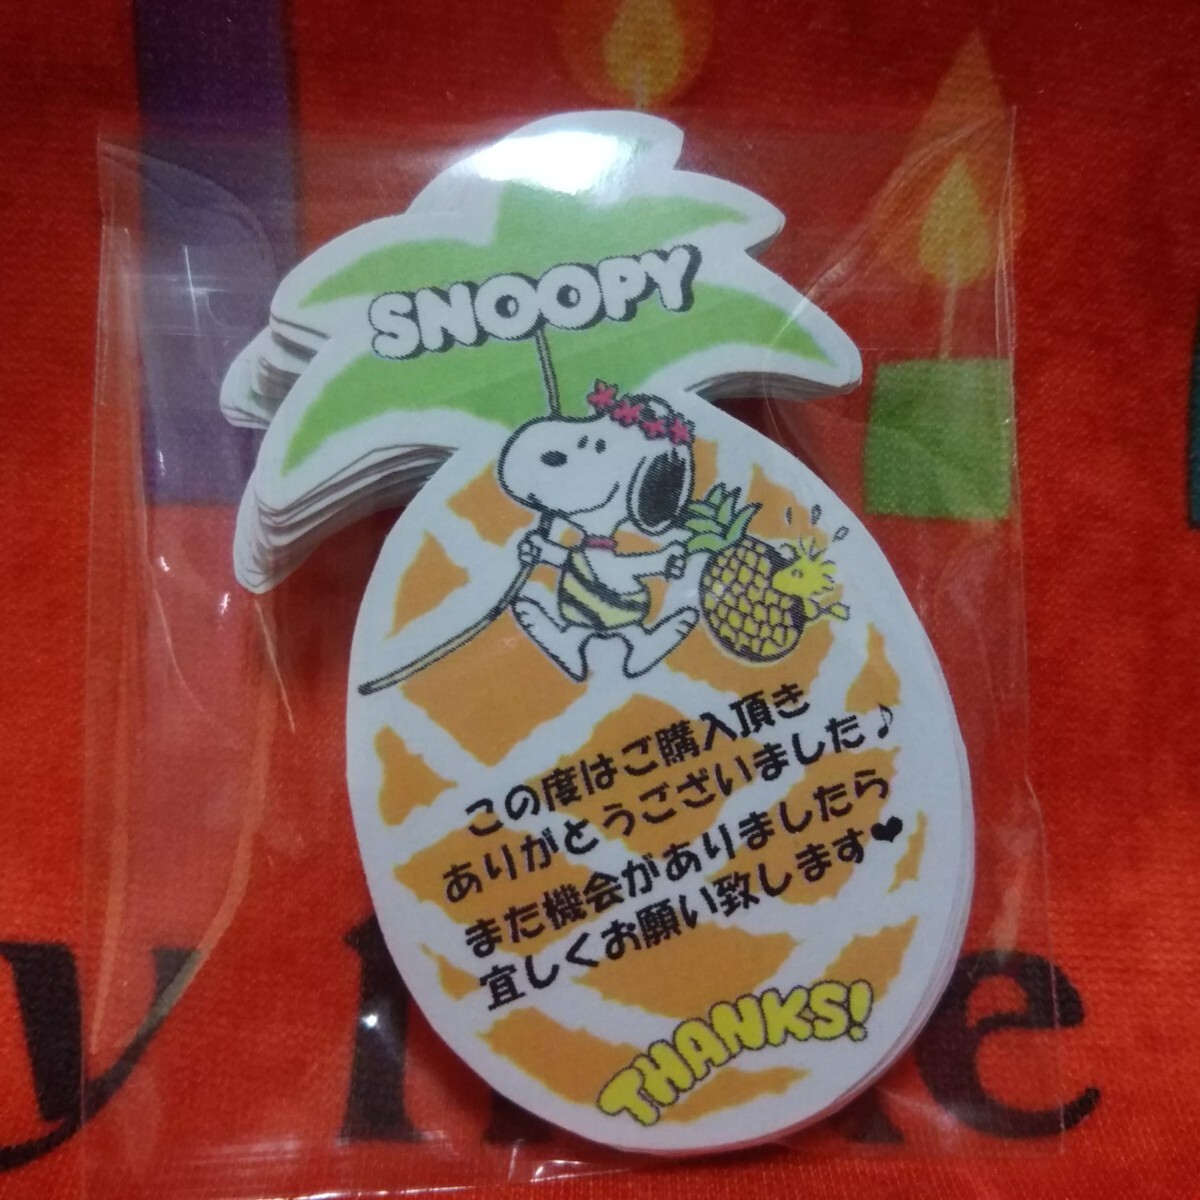 SNOOPY
この度はご購入頂き
ありがとうございました♪
また機会がありましたら
宜しくお願い致します❤
THANKS!